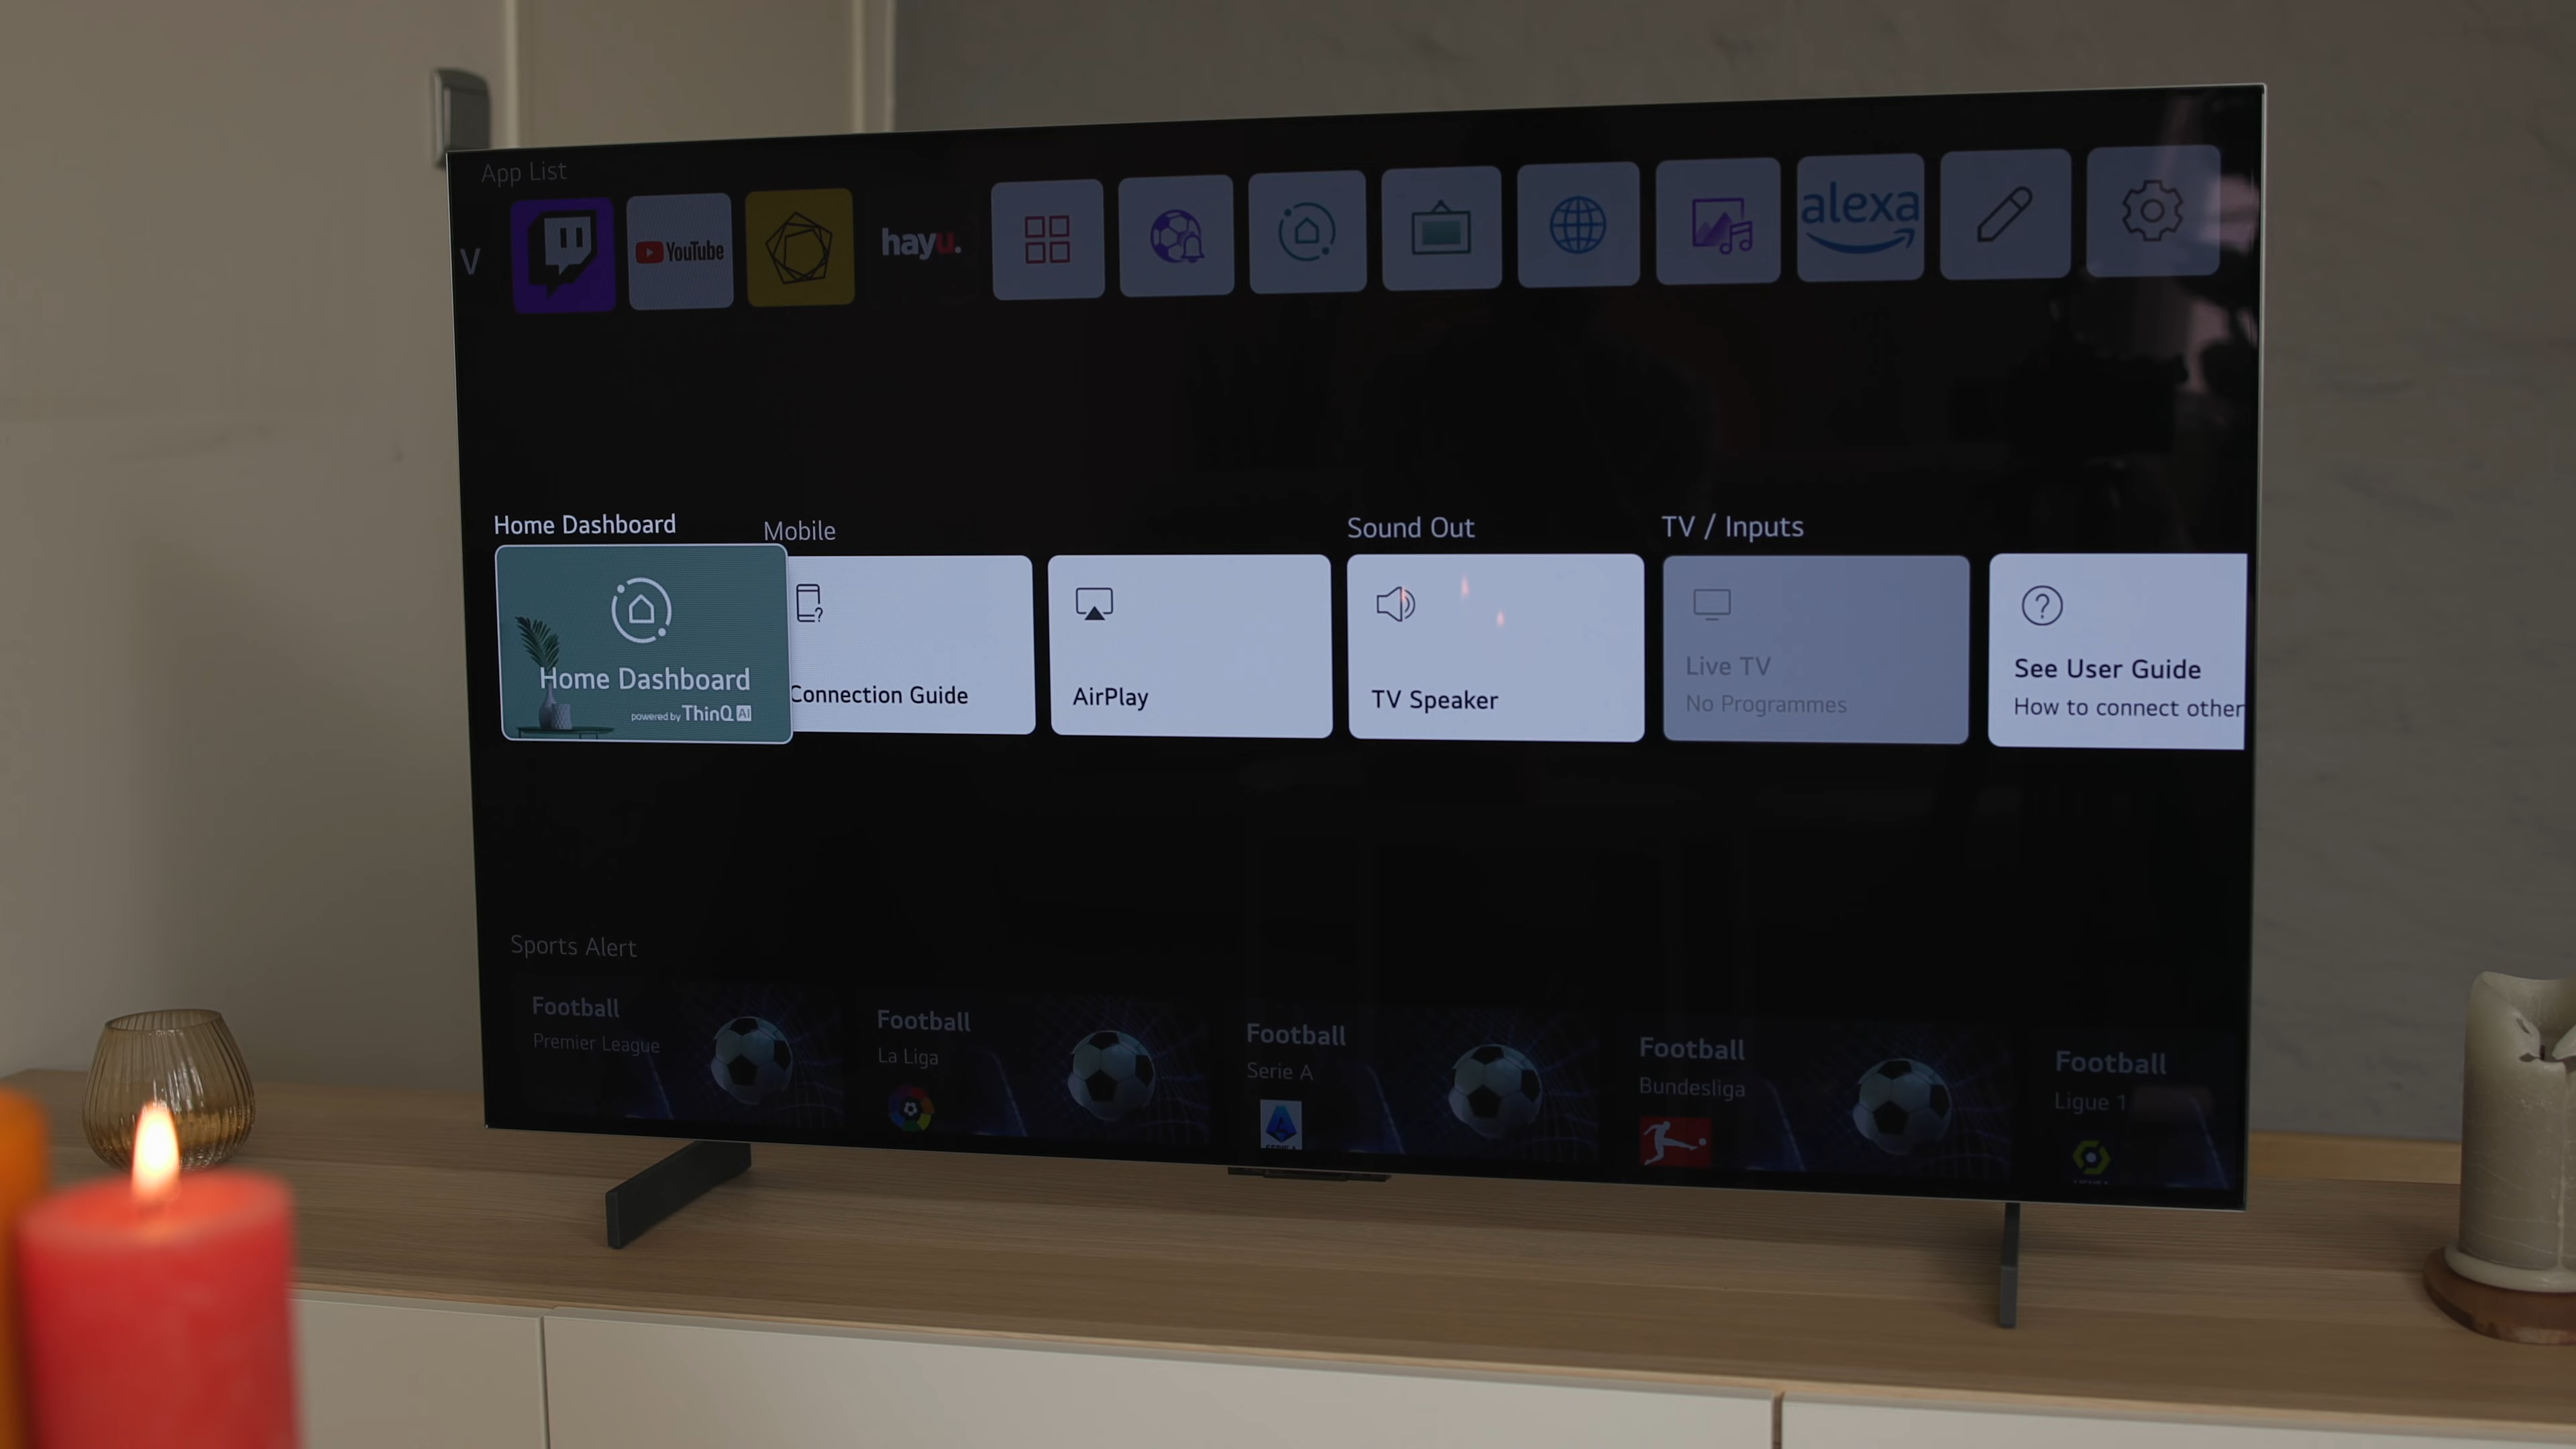 App List
V
YouTube
hayu.
alexa
Home Dashboard
Mobile
Sound Out
TV / Inputs
Home Dashboard
powered by ThinQ AI
Connection Guide
AirPlay
TV Speaker
Live TV
No Programmes
See User Guide
How to connect other
Sports Alert
Football
Premier League
Football
La Liga
Football
Serie A
Football
Bundesliga
Football
Ligue 1